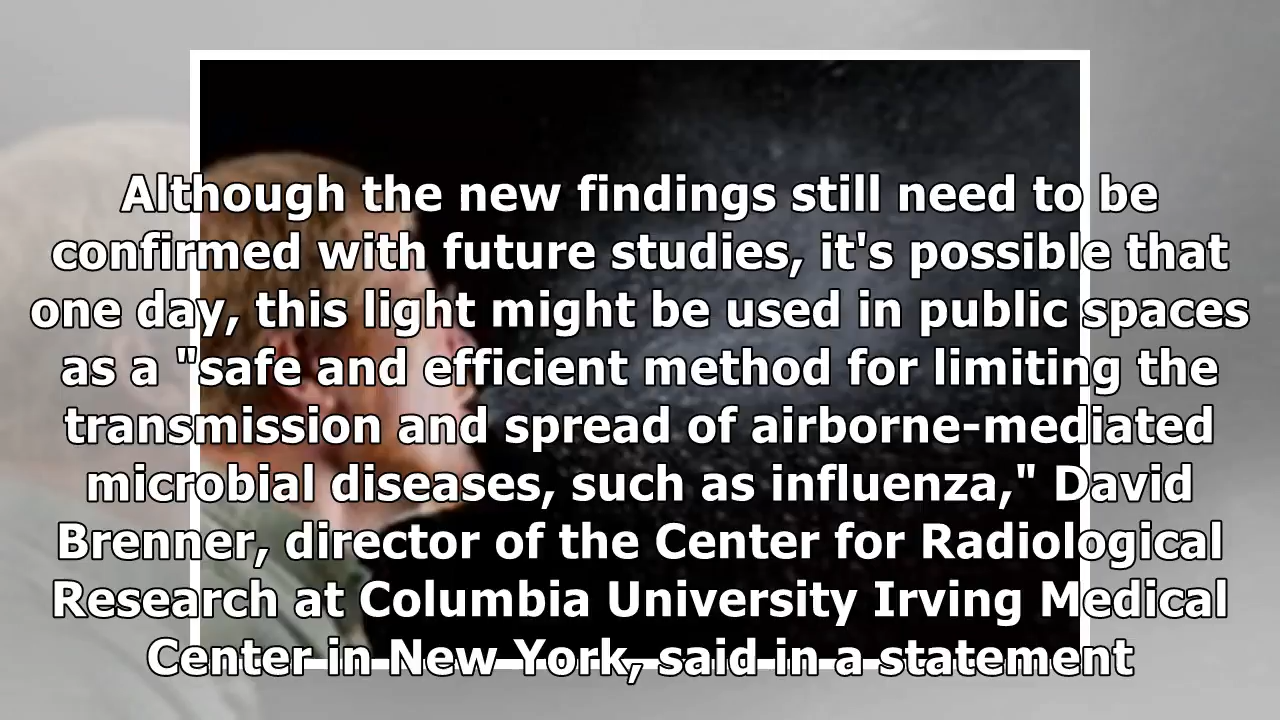 Although the new findings still need to be
confirmed with future studies, it's possible that
one day, this light might be used in public spaces
as a "safe and efficient method for limiting the
transmission and spread of airborne-mediated
microbial diseases, such as influenza," David
Brenner, director of the Center for Radiological
Research at Columbia University Irving Medical
Center in New York, said in a statement